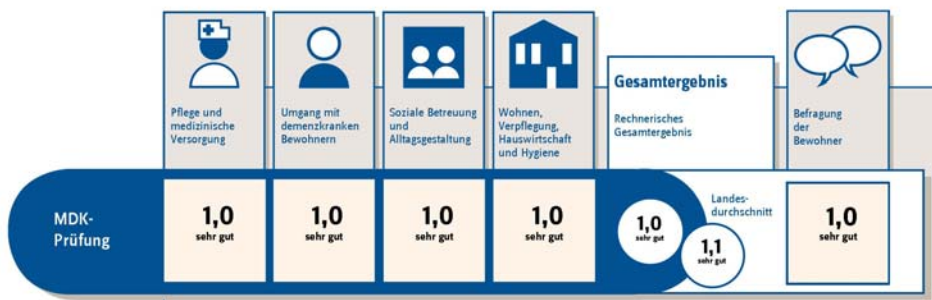 Pflege und
medizinische
Versorgung
Umgang mit
demenzkranken
Bewohnern
Soziale Betreuung
und
Alltagsgestaltung
Wohnen,
Verpflegung,
Hauswirtschaft
und Hygiene
Gesamtergebnis
Rechnerisches
Gesamtergebnis
Befragung
der
Bewohner
MDK-
Prüfung
1,0
sehr gut
1,0
sehr gut
1,0
sehr gut
1,0
sehr gut
1,0
sehr gut
Landes-
durchschnitt
1,1
sehr gut
1,0
sehr gut